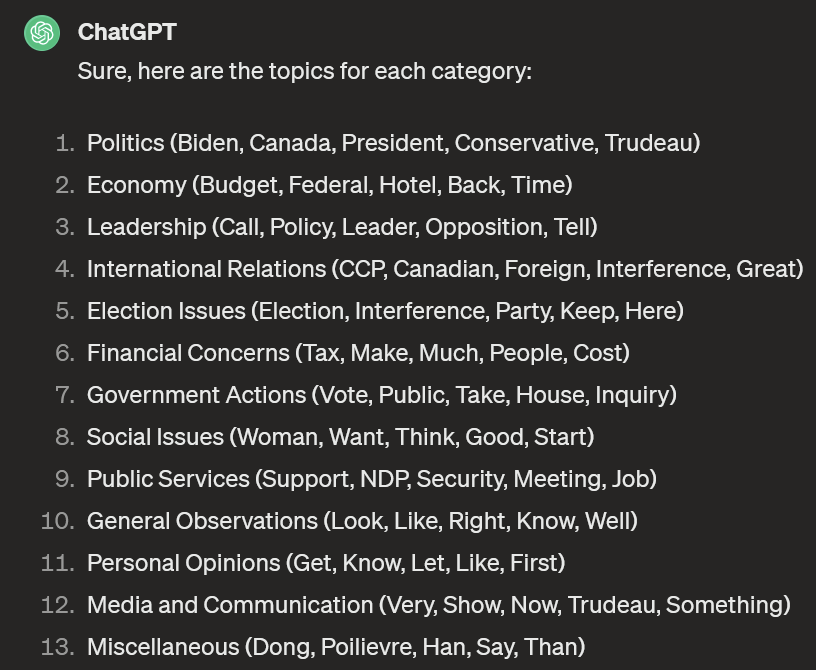 ChatGPT
Sure, here are the topics for each category:
1. Politics (Biden, Canada, President, Conservative, Trudeau)
2. Economy (Budget, Federal, Hotel, Back, Time)
3. Leadership (Call, Policy, Leader, Opposition, Tell)
4. International Relations (CCP, Canadian, Foreign, Interference, Great)
5. Election Issues (Election, Interference, Party, Keep, Here)
6. Financial Concerns (Tax, Make, Much, People, Cost)
7. Government Actions (Vote, Public, Take, House, Inquiry)
8. Social Issues (Woman, Want, Think, Good, Start)
9. Public Services (Support, NDP, Security, Meeting, Job)
10. General Observations (Look, Like, Right, Know, Well)
11. Personal Opinions (Get, Know, Let, Like, First)
12. Media and Communication (Very, Show, Now, Trudeau, Something)
13. Miscellaneous (Dong, Poilievre, Han, Say, Than)